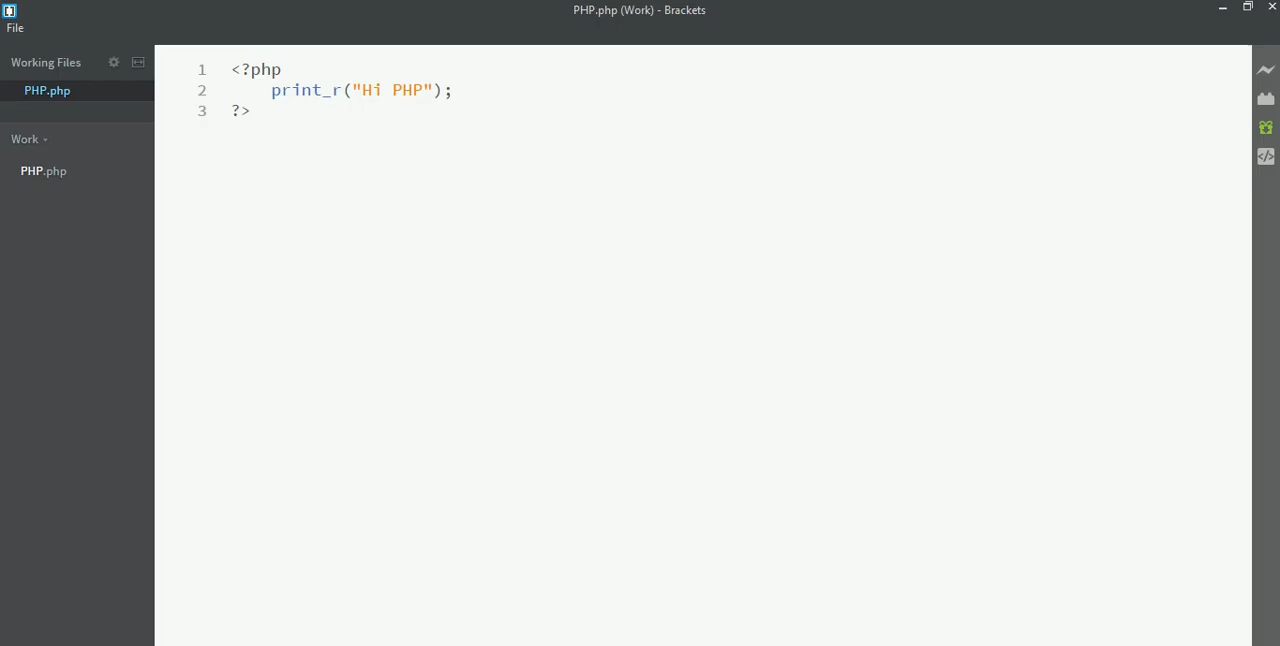 PHP.php (Work) - Brackets
File
Working Files
PHP.php
Work
PHP.php
1 <?php
2     print_r("Hi PHP");
3 ?>